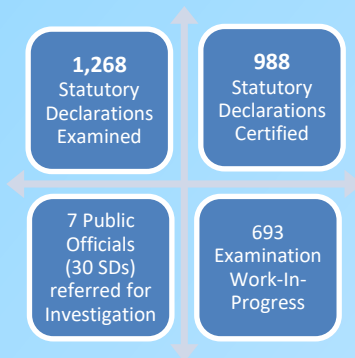 1,268
Statutory
Declarations
Examined
988
Statutory
Declarations
Certified
7 Public
Officials
(30 SDs)
referred for
Investigation
693
Examination
Work-In-
Progress